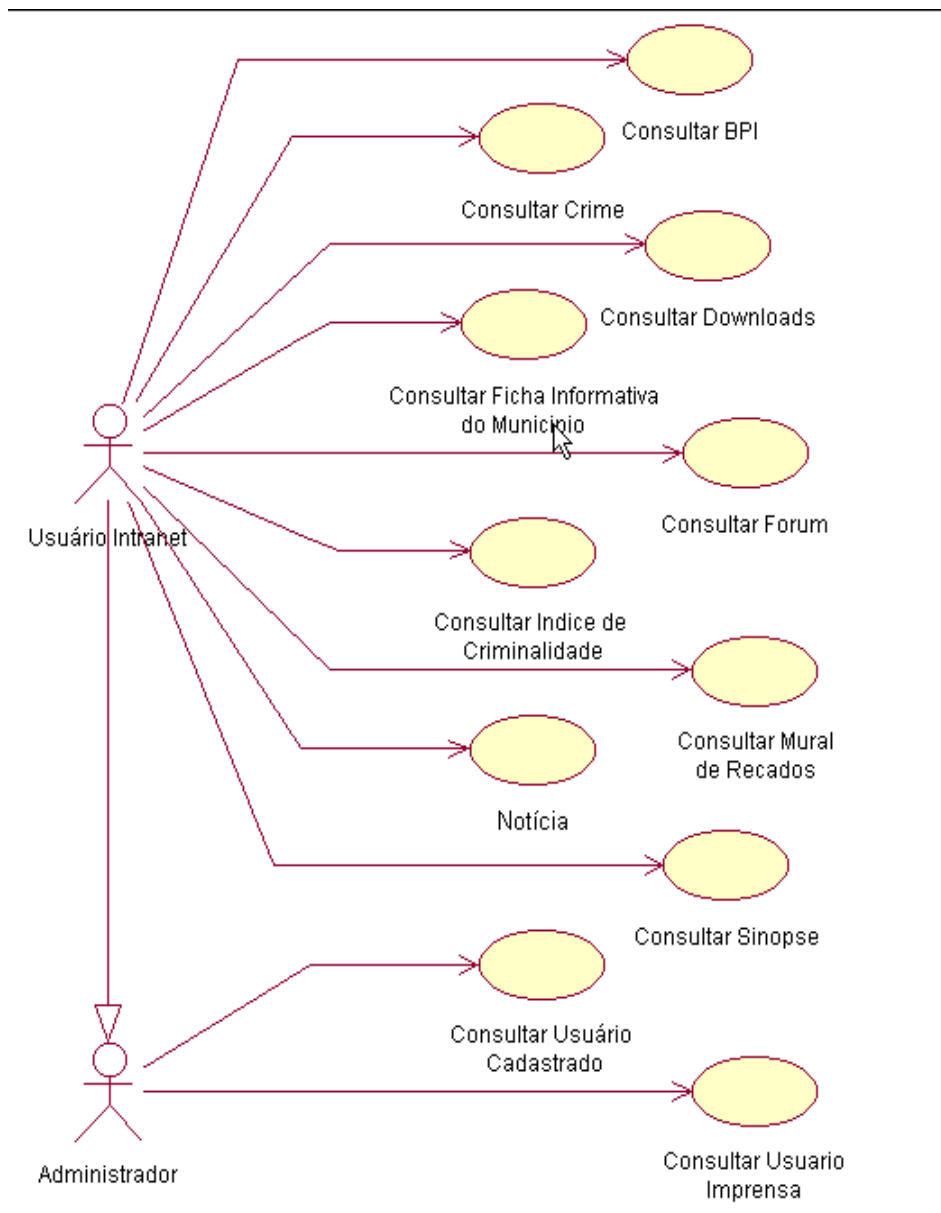 Consultar BPI
Consultar Crime
Consultar Downloads
Consultar Ficha Informativa
do Municipio
Consultar Forum
Usuário Intranet
Consultar Indice de
Criminalidade
Consultar Mural
de Recados
Notícia
Consultar Sinopse
Consultar Usuário
Cadastrado
Administrador
Consultar Usuario
Imprensa